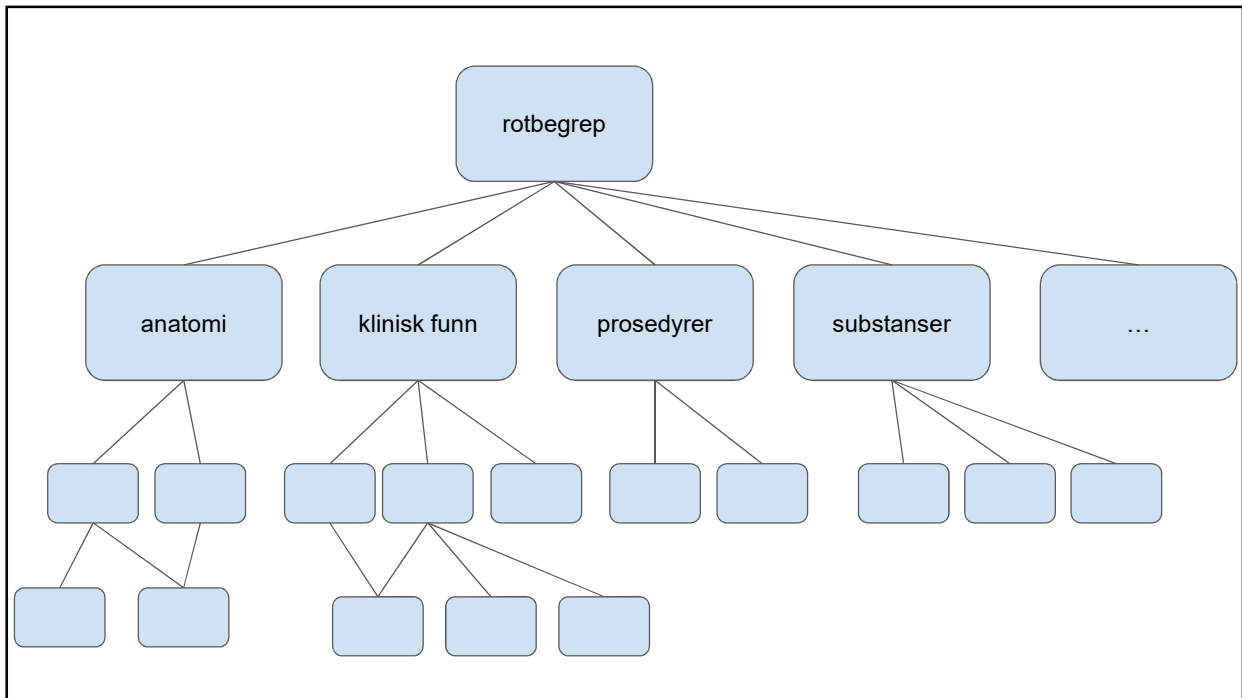 rotbegrep
anatomi
klinisk funn
prosedyrer
substanser
…